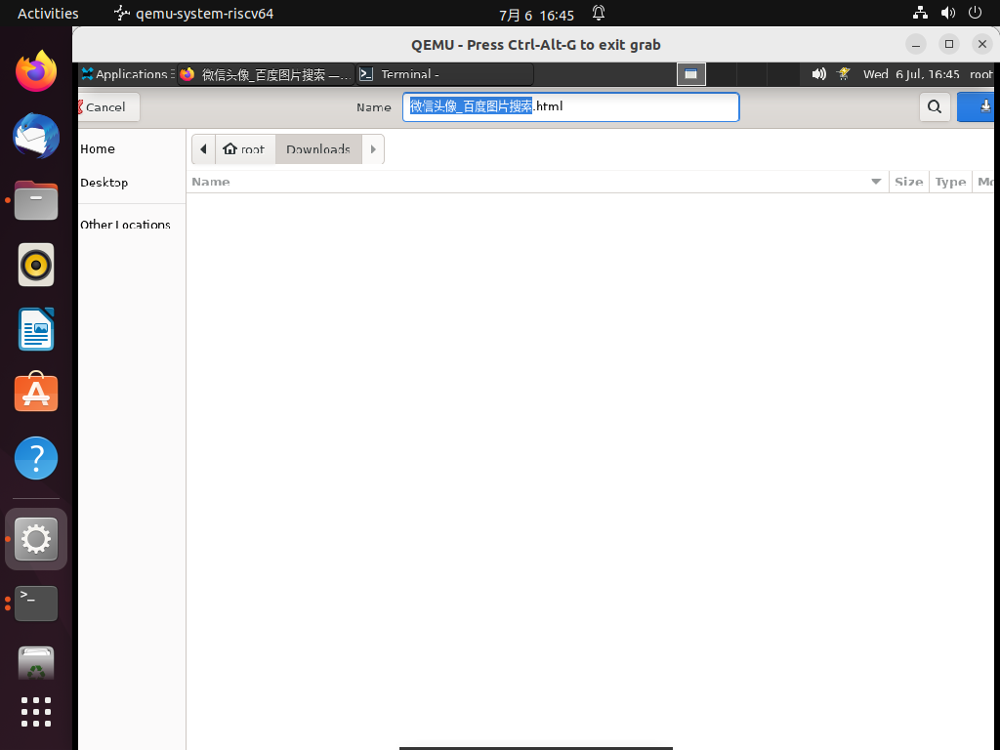 Activities qemu-system-riscv64 7月 6 16:45
QEMU - Press Ctrl-Alt-G to exit grab
Applications 微信头像_百度图片搜索 —... Terminal - Wed 6 Jul, 16:45 root
Cancel Name 微信头像_百度图片搜索.html
Home root Downloads
Desktop
Name Size Type Mo
Other Locations